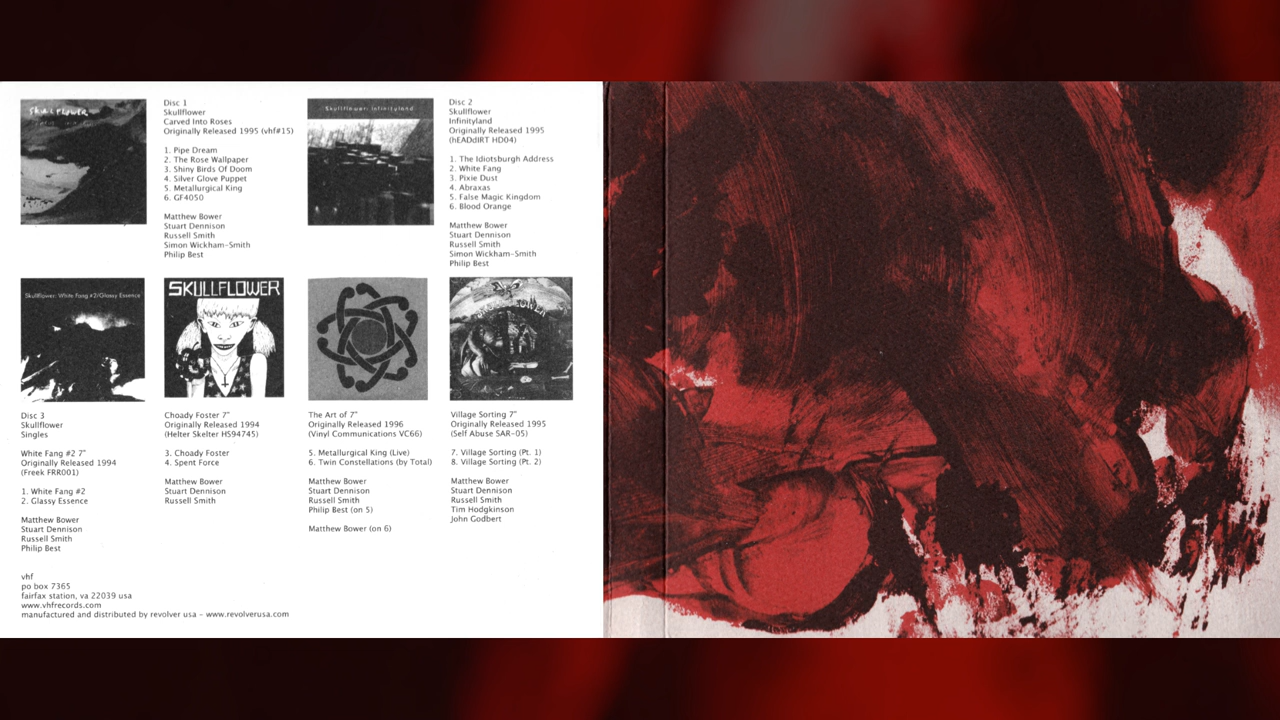 SKULLFLOWER
Disc 1
Skullflower
Carved Into Roses
Originally Released 1995 (vhf#15)
1. Pipe Dream
2. The Rose Wallpaper
3. Shiny Birds Of Doom
4. Silver Glove Puppet
5. Metallurgical King
6. GF4050
Matthew Bower
Stuart Dennison
Russell Smith
Simon Wickham-Smith
Philip Best
Skullflower: Infinityland
Disc 2
Skullflower
Infinityland
Originally Released 1995
(hEADdIRT HD04)
1. The Idiotsburgh Address
2. White Fang
3. Pixie Dust
4. Abraxas
5. False Magic Kingdom
6. Blood Orange
Matthew Bower
Stuart Dennison
Russell Smith
Simon Wickham-Smith
Philip Best
Skullflower: White Fang #2/Glassy Essence
Disc 3
Skullflower
Singles
White Fang #2 7"
Originally Released 1994
(Freek FRR001)
1. White Fang #2
2. Glassy Essence
Matthew Bower
Stuart Dennison
Russell Smith
Philip Best
SKULLFLOWER
Choady Foster 7"
Originally Released 1994
(Helter Skelter HS94745)
3. Choady Foster
4. Spent Force
Matthew Bower
Stuart Dennison
Russell Smith
The Art of 7"
Originally Released 1996
(Vinyl Communications VC66)
5. Metallurgical King (Live)
6. Twin Constellations (by Total)
Matthew Bower
Stuart Dennison
Russell Smith
Philip Best (on 5)
Matthew Bower (on 6)
Village Sorting 7"
Originally Released 1995
(Self Abuse SAR-05)
7. Village Sorting (Pt. 1)
8. Village Sorting (Pt. 2)
Matthew Bower
Stuart Dennison
Russell Smith
Tim Hodgkinson
John Godbert
vhf
po box 7365
fairfax station, va 22039 usa
www.vhfrecords.com
manufactured and distributed by revolver usa - www.revolverusa.com